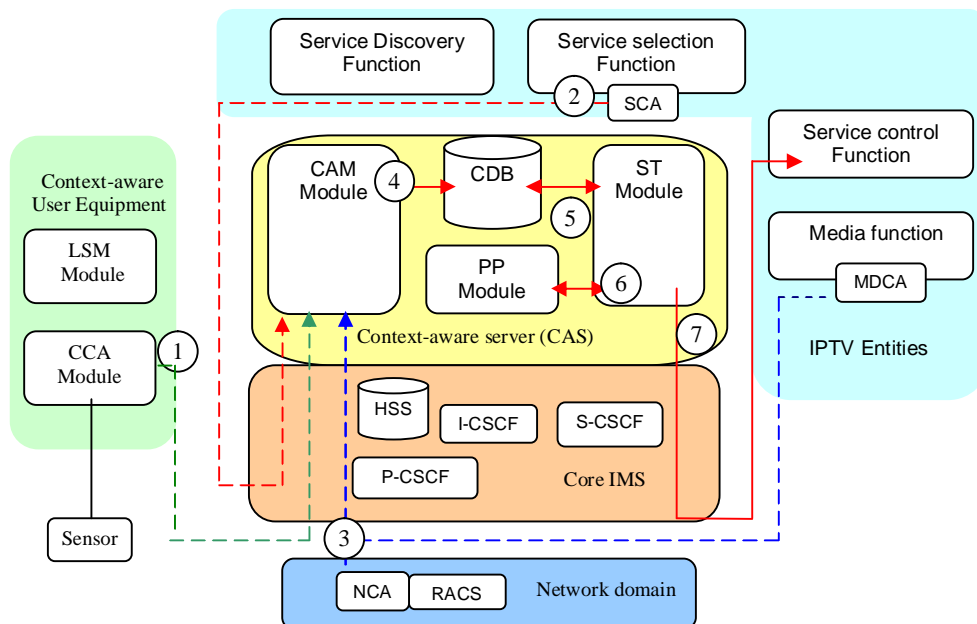 Service Discovery
Function
Service selection
Function
2
SCA
Service control
Function
Media function
MDCA
IPTV Entities
Context-aware
User Equipment
LSM
Module
CCA
Module
1
Sensor
CAM
Module
4
CDB
ST
Module
5
PP
Module
6
Context-aware server (CAS)
7
HSS
I-CSCF
S-CSCF
P-CSCF
Core IMS
3
NCA
RACS
Network domain